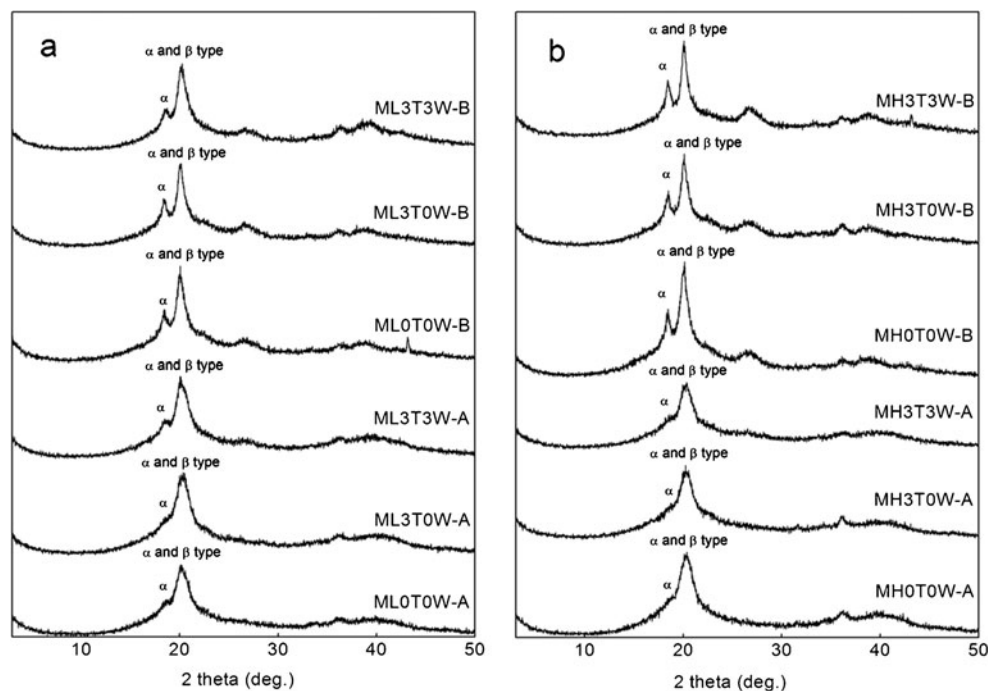 a
α and β type
α
ML3T3W-B
α and β type
α
ML3T0W-B
α and β type
α
ML0T0W-B
α and β type
α
ML3T3W-A
α and β type
α
ML3T0W-A
α and β type
α
ML0T0W-A
10 20 30 40 50
2 theta (deg.)
b
α and β type
α
MH3T3W-B
α and β type
α
MH3T0W-B
α and β type
α
MH0T0W-B
α and β type
α
MH3T3W-A
α and β type
α
MH3T0W-A
α and β type
α
MH0T0W-A
10 20 30 40 50
2 theta (deg.)